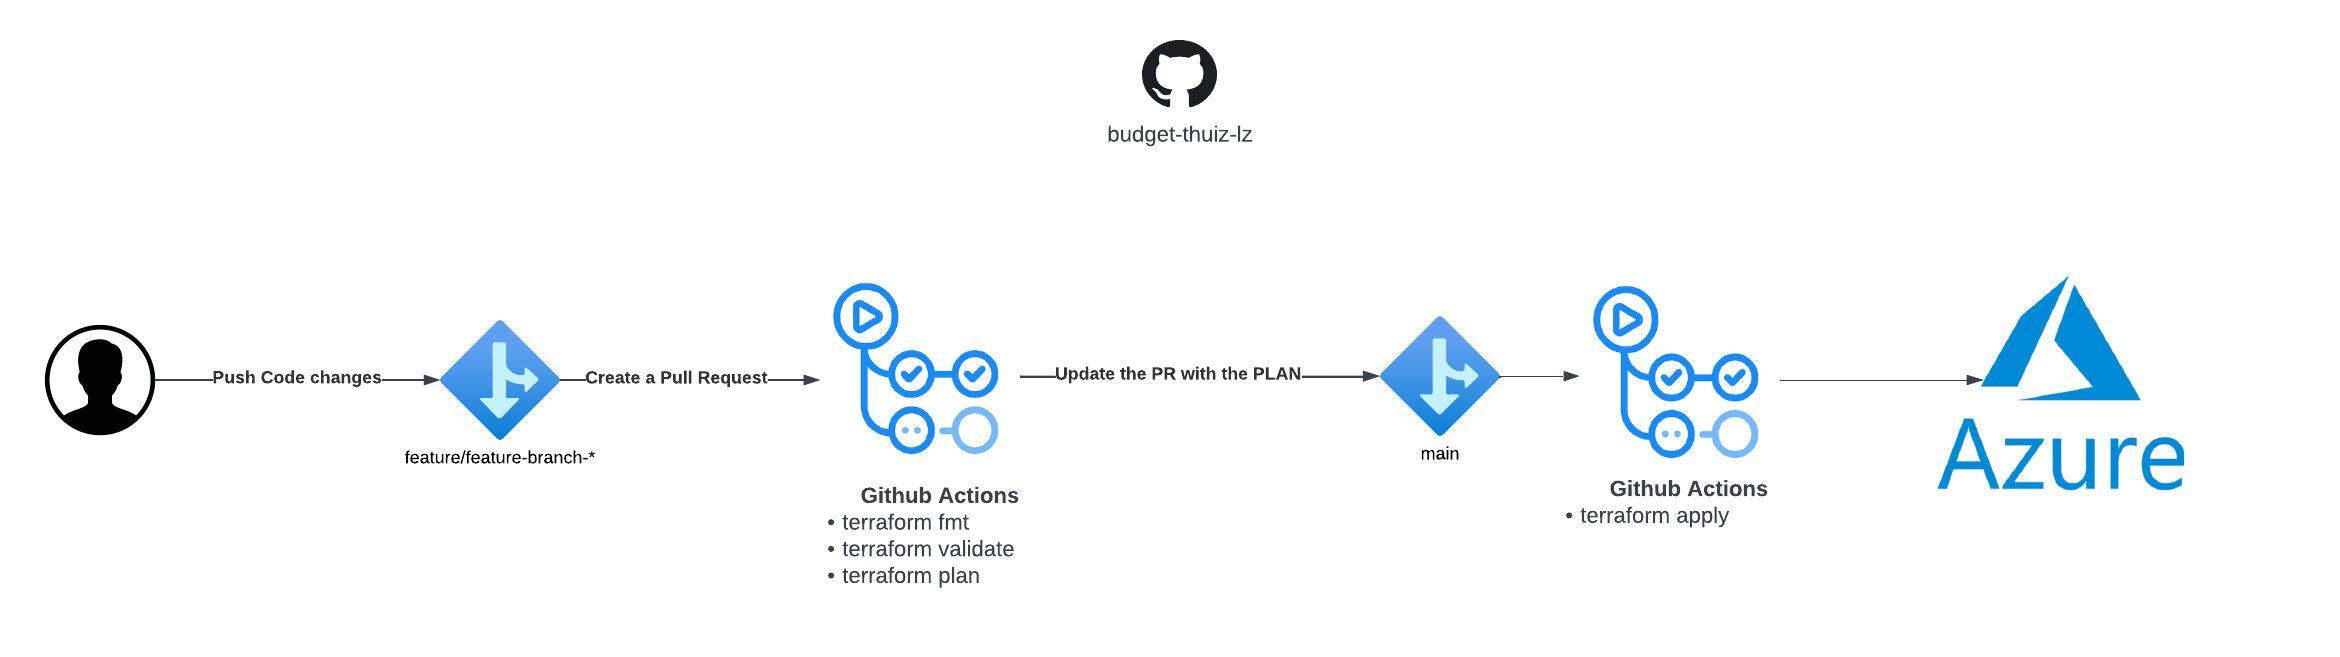 budget-thuiz-lz
Push Code changes
Create a Pull Request
Update the PR with the PLAN
feature/feature-branch-*
main
Github Actions
• terraform fmt
• terraform validate
• terraform plan
Github Actions
• terraform apply
Azure